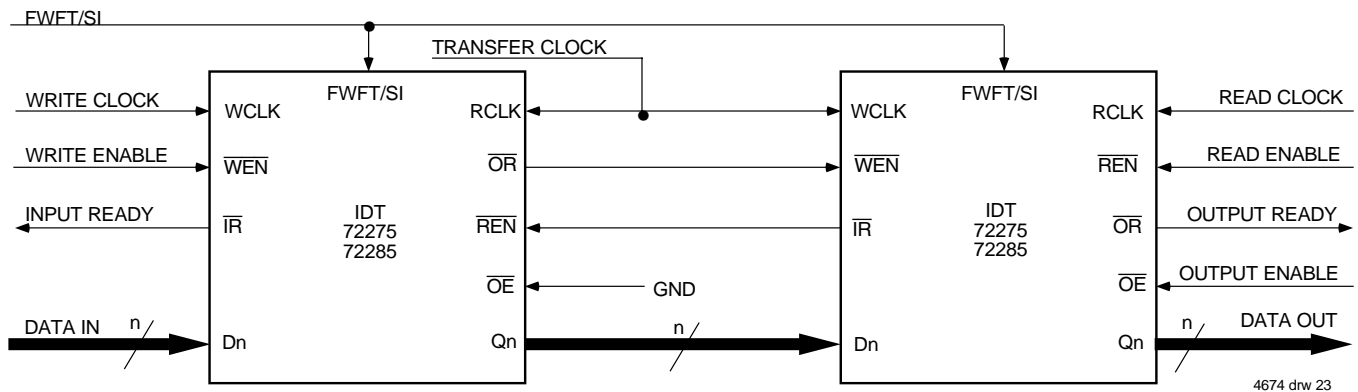 FWFT/SI
TRANSFER CLOCK
FWFT/SI
FWFT/SI
WRITE CLOCK
WCLK
RCLK
WCLK
RCLK
READ CLOCK
WRITE ENABLE
WEN
OR
WEN
REN
READ ENABLE
INPUT READY
IR
IDT
72275
72285
REN
IR
IDT
72275
72285
OR
OUTPUT READY
OE
GND
OE
OUTPUT ENABLE
DATA IN
n
Dn
Qn
n
Dn
Qn
n
DATA OUT
4674 drw 23